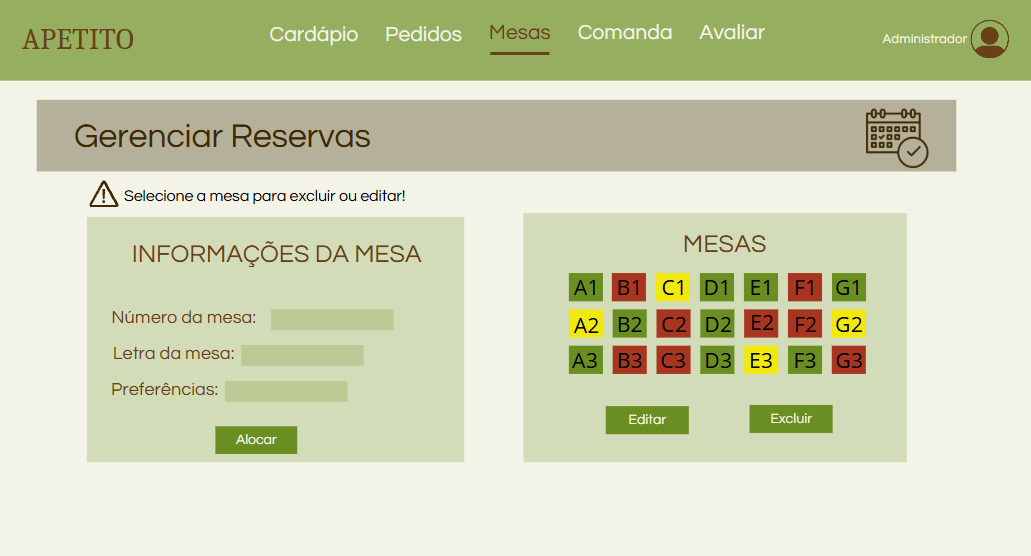 APETITO Cardápio Pedidos Mesas Comanda Avaliar Administrador
Gerenciar Reservas
Selecione a mesa para excluir ou editar!
INFORMAÇÕES DA MESA
Número da mesa:
Letra da mesa:
Preferências:
Alocar
MESAS
A1 B1 C1 D1 E1 F1 G1
A2 B2 C2 D2 E2 F2 G2
A3 B3 C3 D3 E3 F3 G3
Editar Excluir